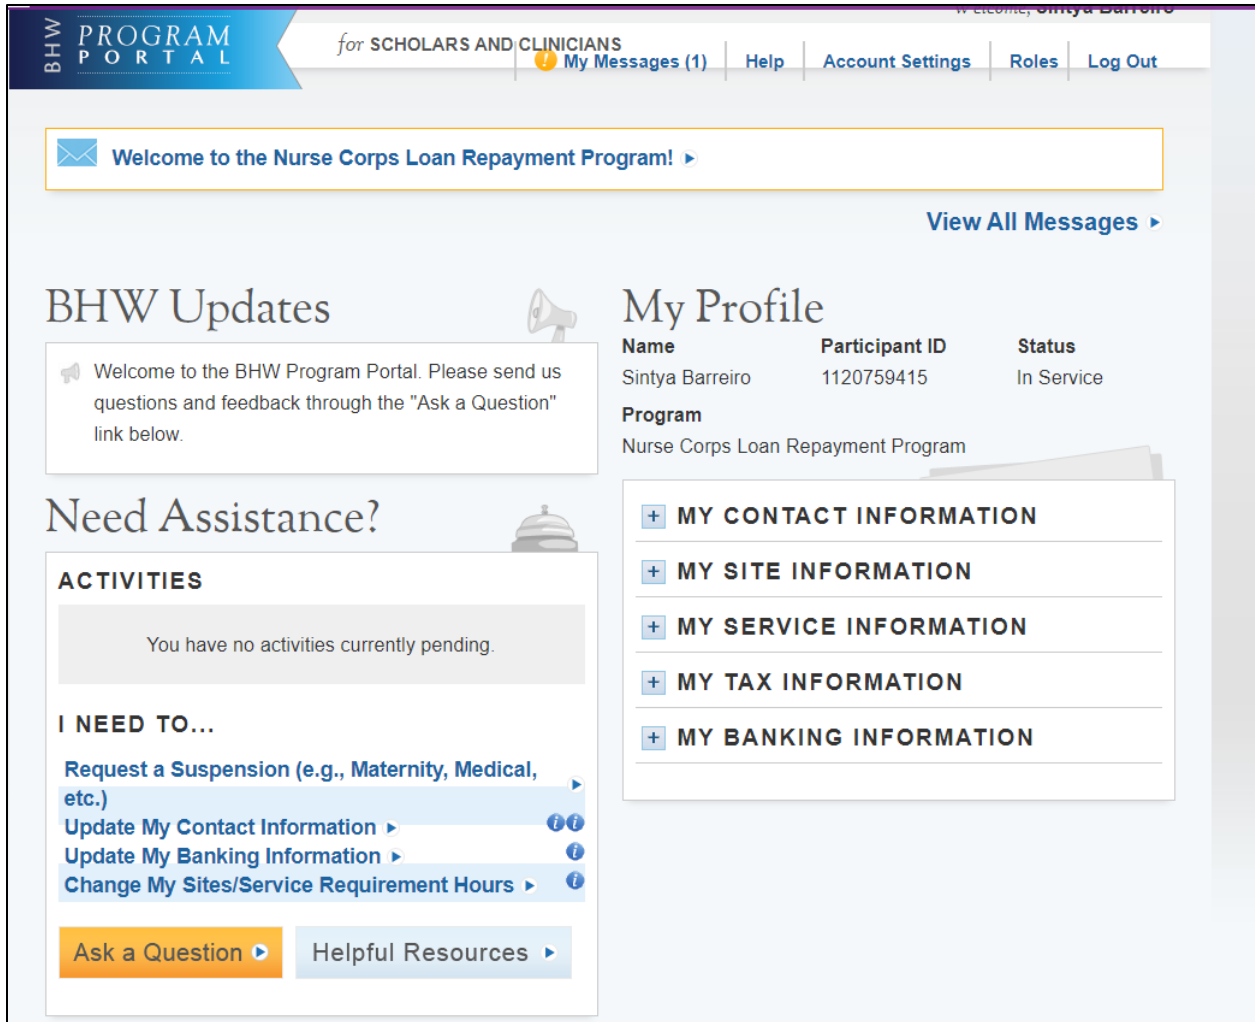 Welcome, Sintya Barreiro
BHW
PROGRAM
PORTAL
for SCHOLARS AND CLINICIANS
My Messages (1)
Help
Account Settings
Roles
Log Out
Welcome to the Nurse Corps Loan Repayment Program!
View All Messages
BHW Updates
Welcome to the BHW Program Portal. Please send us
questions and feedback through the "Ask a Question"
link below.
Need Assistance?
ACTIVITIES
You have no activities currently pending.
I NEED TO...
Request a Suspension (e.g., Maternity, Medical,
etc.)
Update My Contact Information
Update My Banking Information
Change My Sites/Service Requirement Hours
Ask a Question
Helpful Resources
My Profile
Name Participant ID Status
Sintya Barreiro 1120759415 In Service
Program
Nurse Corps Loan Repayment Program
MY CONTACT INFORMATION
MY SITE INFORMATION
MY SERVICE INFORMATION
MY TAX INFORMATION
MY BANKING INFORMATION